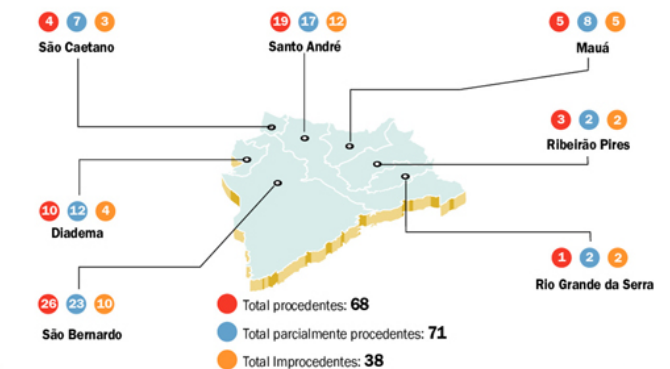 4 7 3
São Caetano
19 17 12
Santo André
5 8 5
Mauá
3 2 2
Ribeirão Pires
10 12 4
Diadema
1 2 2
Rio Grande da Serra
26 23 10
São Bernardo
Total procedentes: 68
Total parcialmente procedentes: 71
Total Improcedentes: 38